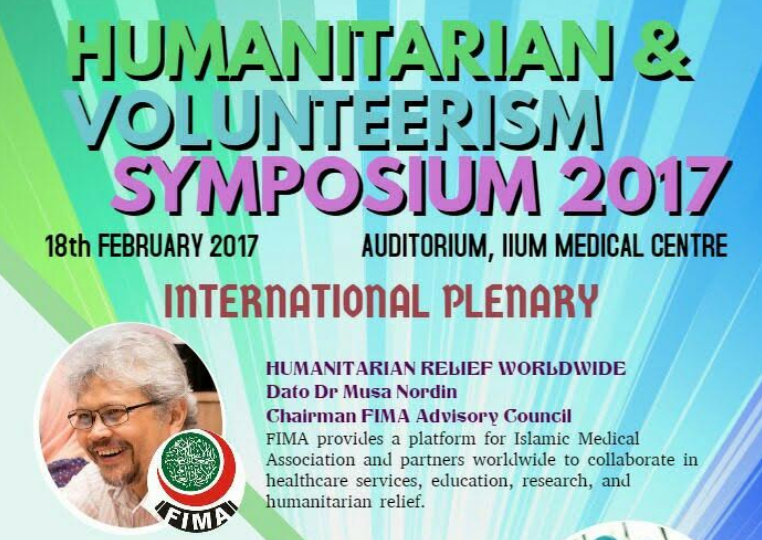 HUMANITARIAN &
VOLUNTEERISM
SYMPOSIUM 2017
18th FEBRUARY 2017 AUDITORIUM, IIUM MEDICAL CENTRE
INTERNATIONAL PLENARY
HUMANITARIAN RELIEF WORLDWIDE
Dato Dr Musa Nordin
Chairman FIMA Advisory Council
FIMA provides a platform for Islamic Medical
Association and partners worldwide to collaborate in
healthcare services, education, research, and
humanitarian relief.
FIMA